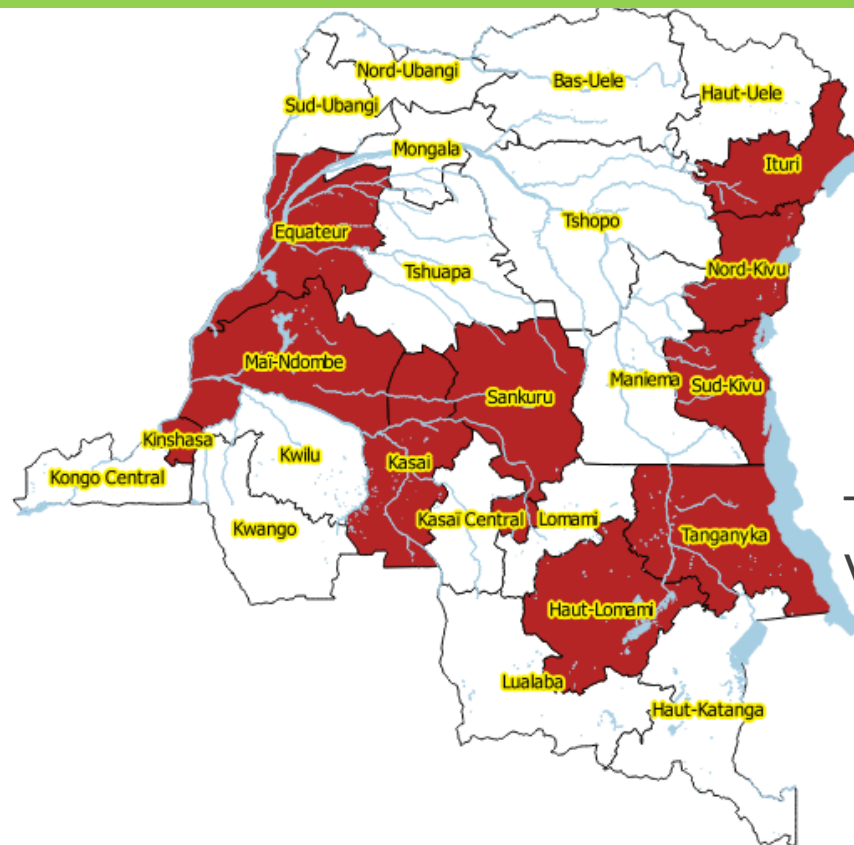 Nord-Ubangi
Bas-Uele
Haut-Uele
Sud-Ubangi
Mongala
Ituri
Equateur
Tshopo
Tshuapa
Nord-Kivu
Maï-Ndombe
Maniema
Sud-Kivu
Sankuru
Kinshasa
Kwilu
Kasai
Kongo Central
Kasaï Central
Lomami
Kwango
Tanganyka
Haut-Lomami
Lualaba
Haut-Katanga